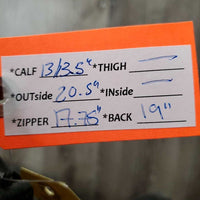 *CALF 13/13.5" *THIGH —
*OUTside 20.5" *INside —
*ZIPPER 17.75" *BACK 19"